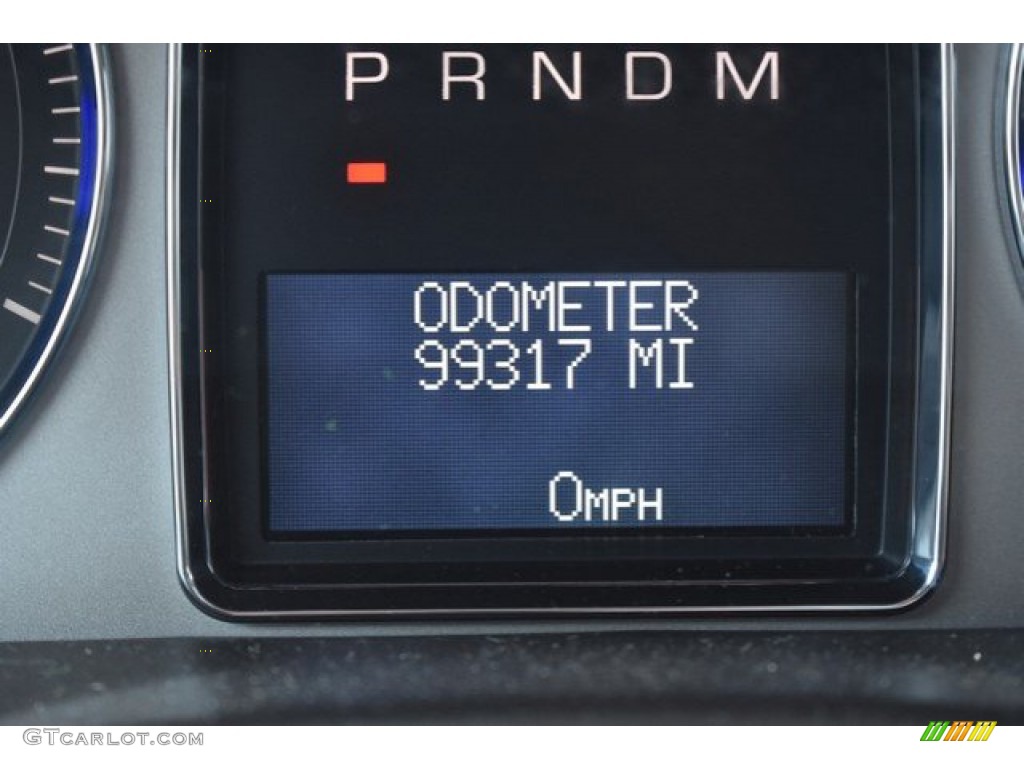 P R N D M
ODOMETER
99317 MI
0MPH
GTCARLOT.COM